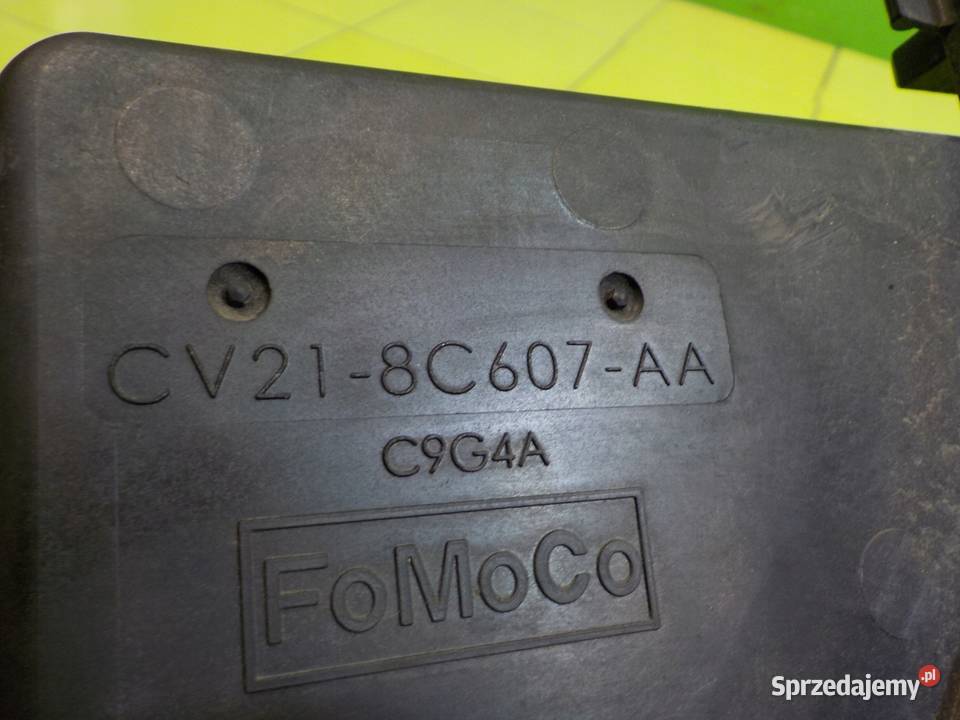 CV21-8C607-AA
C9G4A
FoMoCo
Sprzedajemy.pl